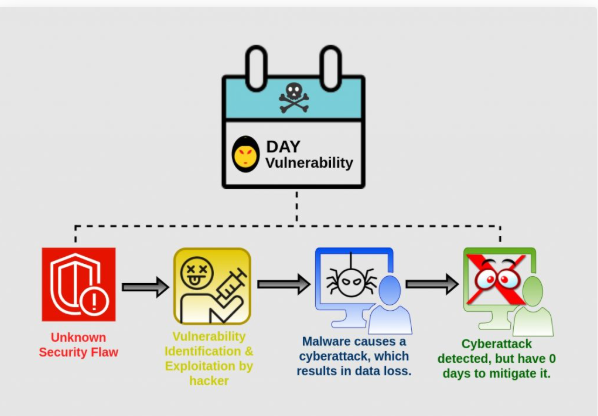 DAY
Vulnerability
Unknown
Security Flaw
Vulnerability
Identification &
Exploitation by
hacker
Malware causes a
cyberattack, which
results in data loss.
Cyberattack
detected, but have 0
days to mitigate it.